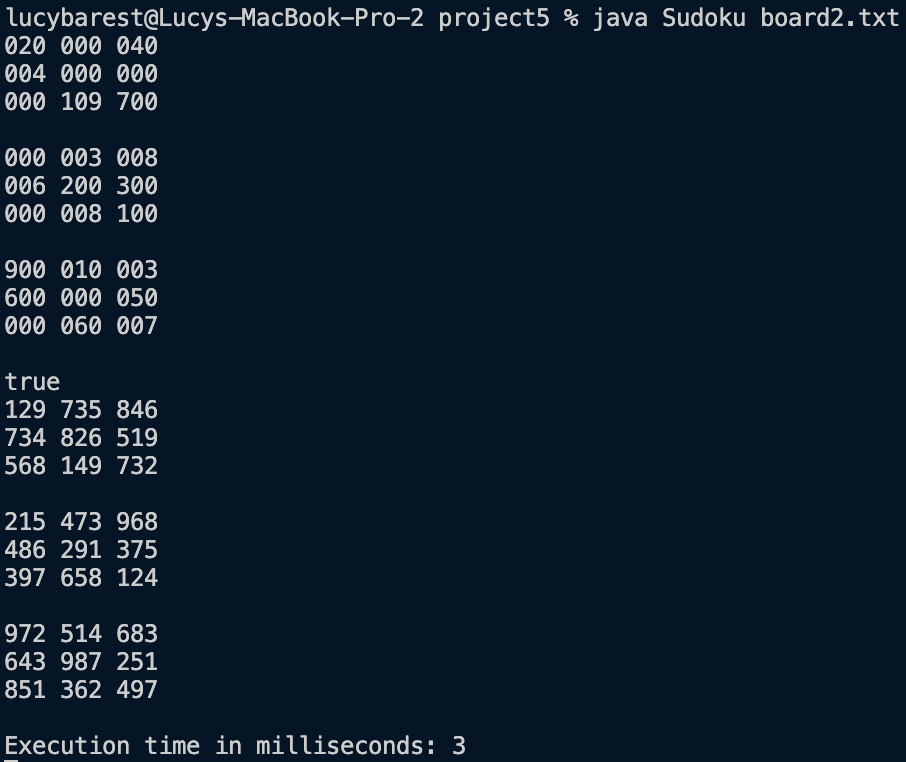 lucybarest@Lucys-MacBook-Pro-2 project5 % java Sudoku board2.txt
020 000 040
004 000 000
000 109 700
000 003 008
006 200 300
000 008 100
900 010 003
600 000 050
000 060 007
true
129 735 846
734 826 519
568 149 732
215 473 968
486 291 375
397 658 124
972 514 683
643 987 251
851 362 497
Execution time in milliseconds: 3